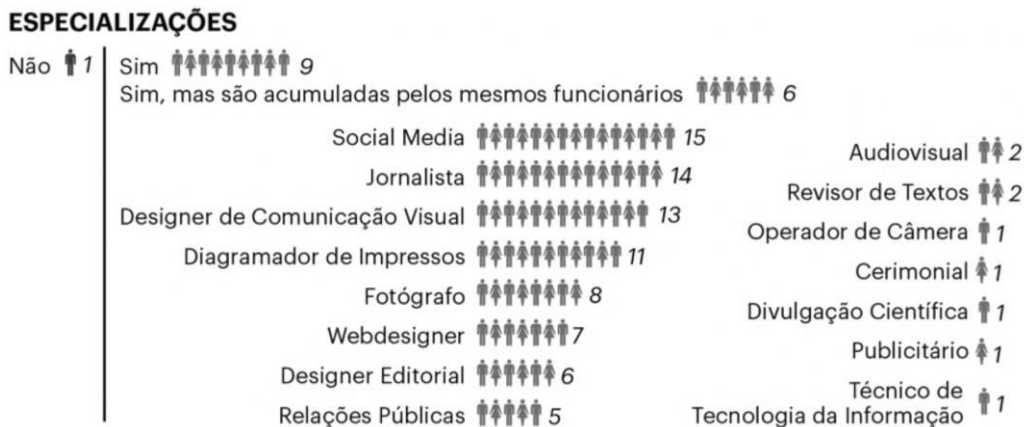 ESPECIALIZAÇÕES
Não 1
Sim 9
Sim, mas são acumuladas pelos mesmos funcionários 6
Social Media 15
Jornalista 14
Designer de Comunicação Visual 13
Diagramador de Impressos 11
Fotógrafo 8
Webdesigner 7
Designer Editorial 6
Relações Públicas 5
Audiovisual 2
Revisor de Textos 2
Operador de Câmera 1
Cerimonial 1
Divulgação Científica 1
Publicitário 1
Técnico de
Tecnologia da Informação 1